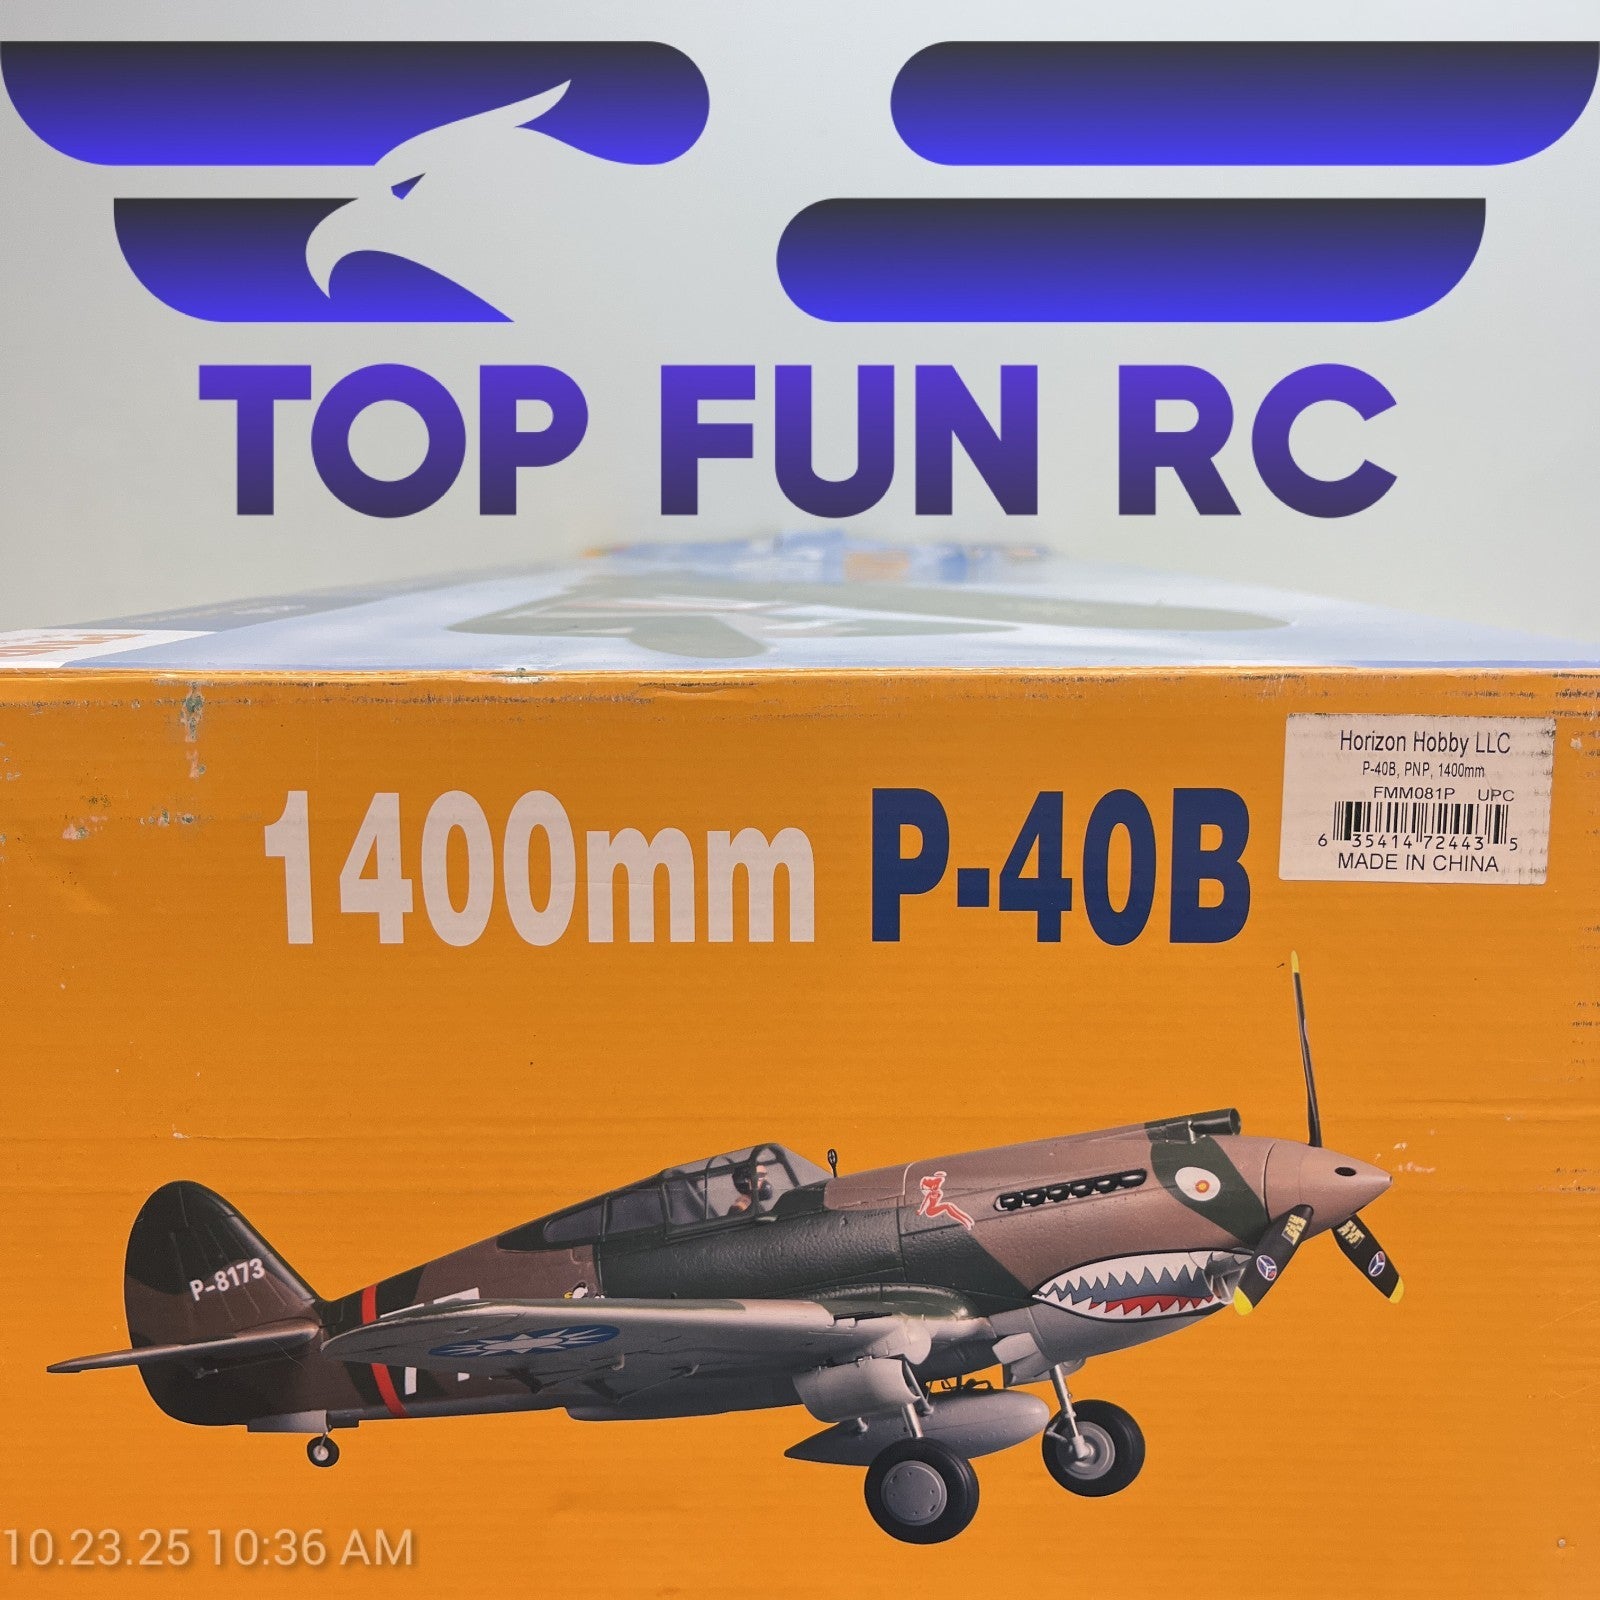 TOP FUN RC
Horizon Hobby LLC
P-40B, PNP, 1400mm
FMM081P UPC
6 35414 72443 5
MADE IN CHINA
1400mm P-40B
P-8173
10.23.25 10:36 AM